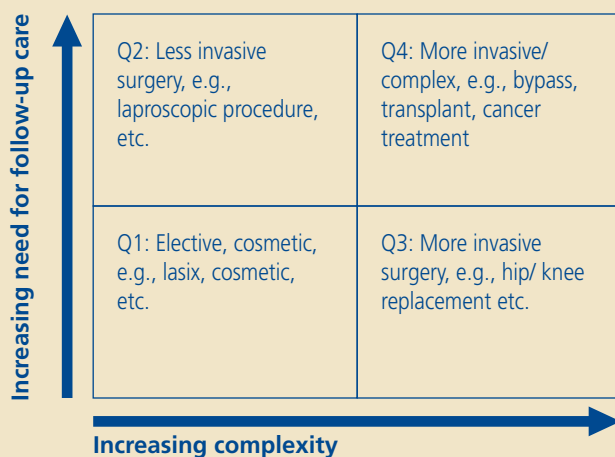 Increasing need for follow-up care
Q2: Less invasive
surgery, e.g.,
laproscopic procedure,
etc.
Q4: More invasive/
complex, e.g., bypass,
transplant, cancer
treatment
Q1: Elective, cosmetic,
e.g., lasix, cosmetic,
etc.
Q3: More invasive
surgery, e.g., hip/ knee
replacement etc.
Increasing complexity